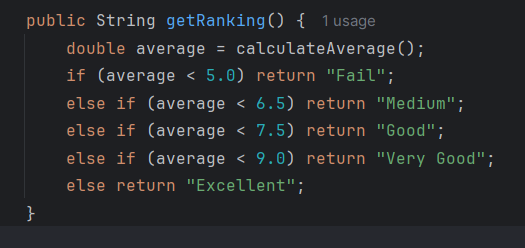 public String getRanking() { 1 usage
    double average = calculateAverage();
    if (average < 5.0) return "Fail";
    else if (average < 6.5) return "Medium";
    else if (average < 7.5) return "Good";
    else if (average < 9.0) return "Very Good";
    else return "Excellent";
}